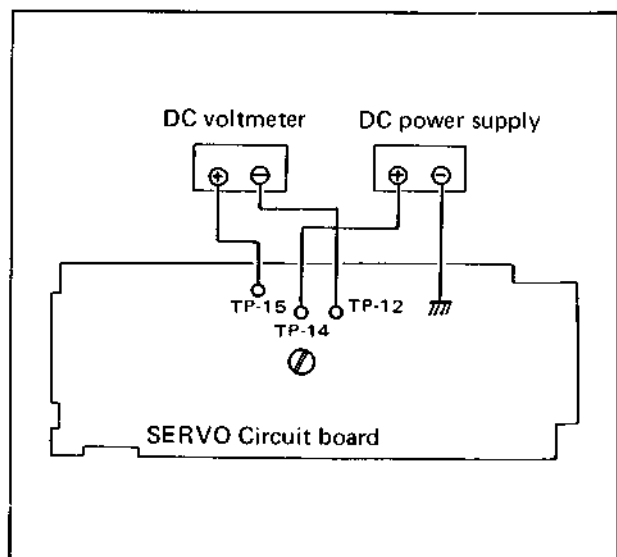 DC voltmeter
DC power supply
+ − + −
TP-15
TP-12
TP-14
SERVO Circuit board